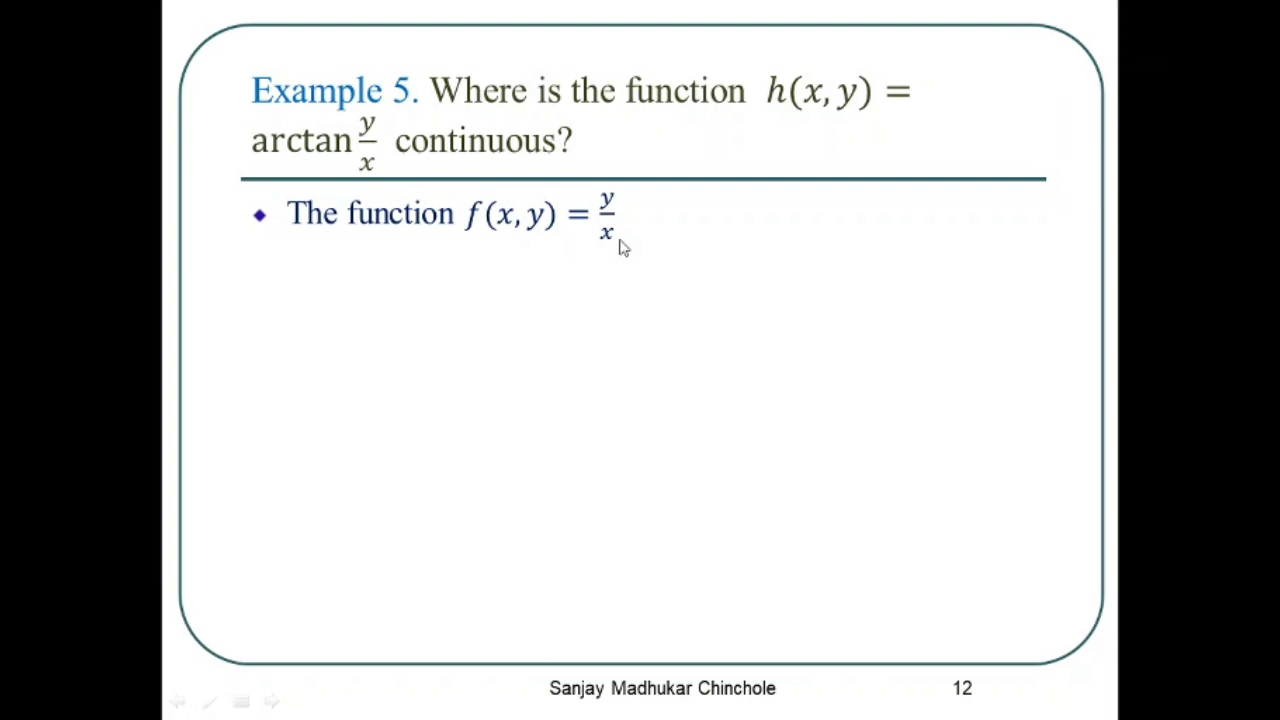 Example 5. Where is the function h(x, y) =
arctan y/x continuous?
The function f(x, y) = y/x
Sanjay Madhukar Chinchole 12